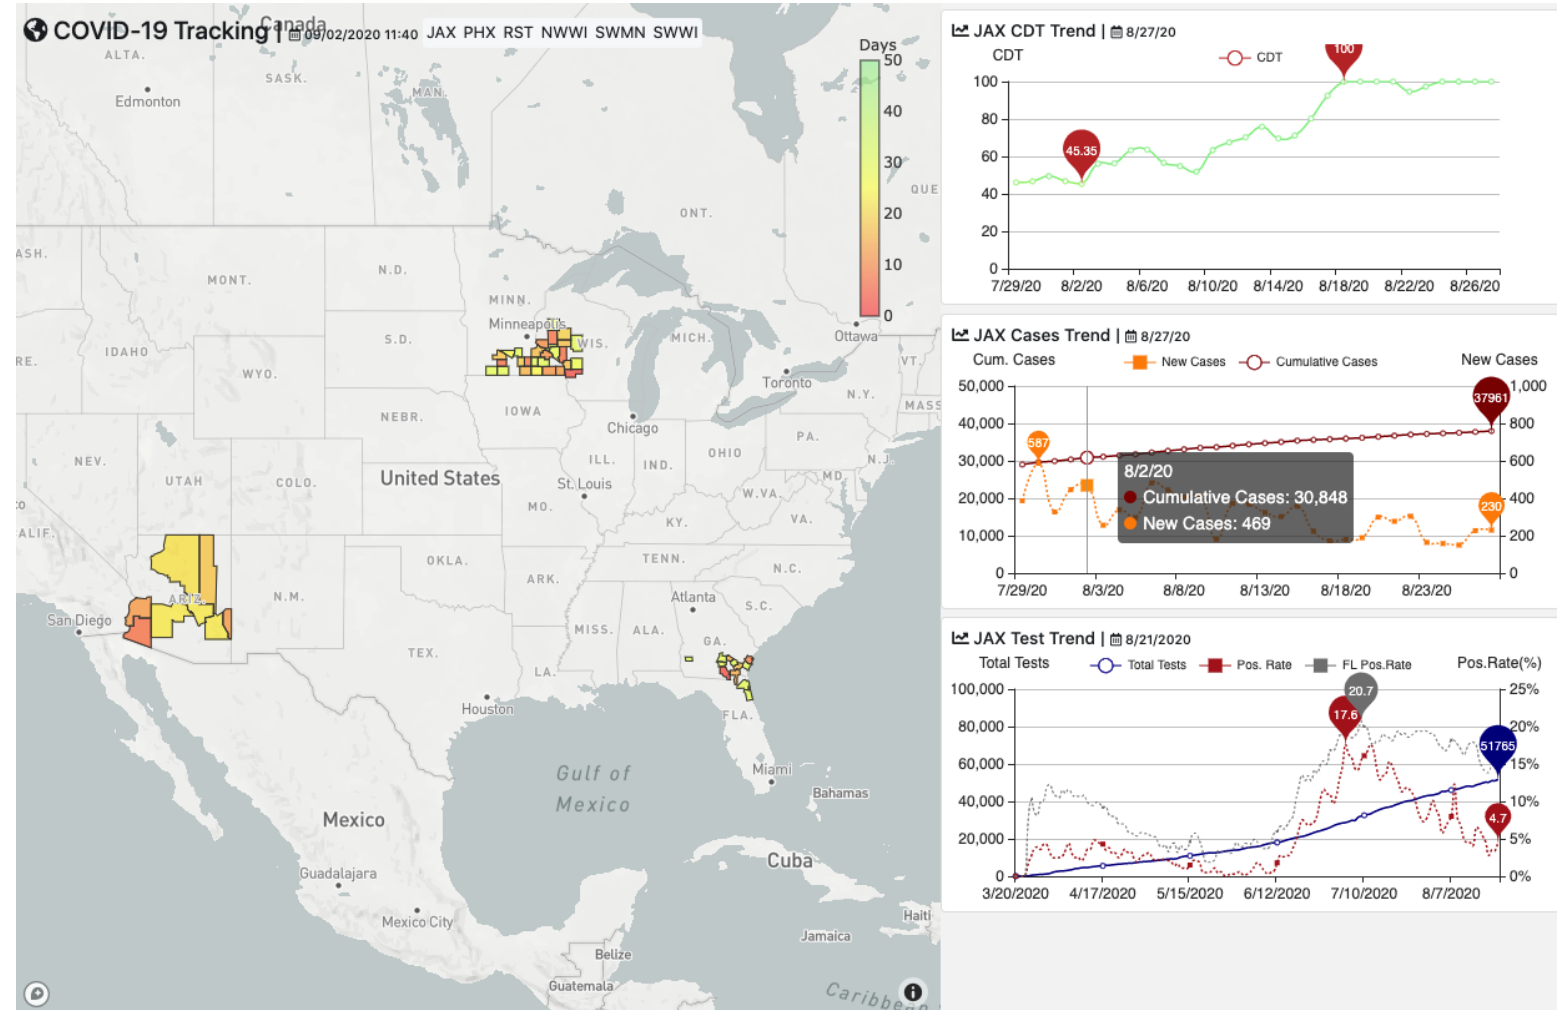 COVID-19 Tracking | 09/02/2020 11:40 JAX PHX RST NWWI SWMN SWWI
Canada
ALTA.
SASK.
MAN.
Edmonton
ONT.
QUE
Days
50
40
30
20
10
0
ASH.
MONT.
N.D.
MINN.
Minneapolis
WIS.
MICH.
Ottawa
VT.
RE.
IDAHO
WYO.
S.D.
IOWA
Toronto
N.Y.
MASS
NEBR.
Chicago
PA.
NEV.
UTAH
COLO.
United States
ILL.
IND.
OHIO
N.J.
MD
St. Louis
MO.
W.VA.
KY.
VA.
CALIF.
ARIZ.
N.M.
OKLA.
ARK.
TENN.
N.C.
Atlanta
S.C.
San Diego
TEX.
MISS.
ALA.
GA.
LA.
Houston
FLA.
Gulf of
Mexico
Miami
Bahamas
Mexico
Cuba
Guadalajara
Mexico City
Haiti
Jamaica
Belize
Guatemala
JAX CDT Trend | 8/27/20
CDT
CDT
100
45.35
100
80
60
40
20
0
7/29/20 8/2/20 8/6/20 8/10/20 8/14/20 8/18/20 8/22/20 8/26/20
JAX Cases Trend | 8/27/20
Cum. Cases
New Cases
Cumulative Cases
New Cases
50,000
40,000
30,000
20,000
10,000
0
1,000
800
600
400
200
0
587
37961
230
8/2/20
Cumulative Cases: 30,848
New Cases: 469
7/29/20 8/3/20 8/8/20 8/13/20 8/18/20 8/23/20
JAX Test Trend | 8/21/2020
Total Tests
Total Tests
Pos. Rate
FL Pos.Rate
Pos.Rate(%)
100,000
80,000
60,000
40,000
20,000
0
25%
20%
15%
10%
5%
0%
20.7
17.6
51765
4.7
3/20/2020 4/17/2020 5/15/2020 6/12/2020 7/10/2020 8/7/2020